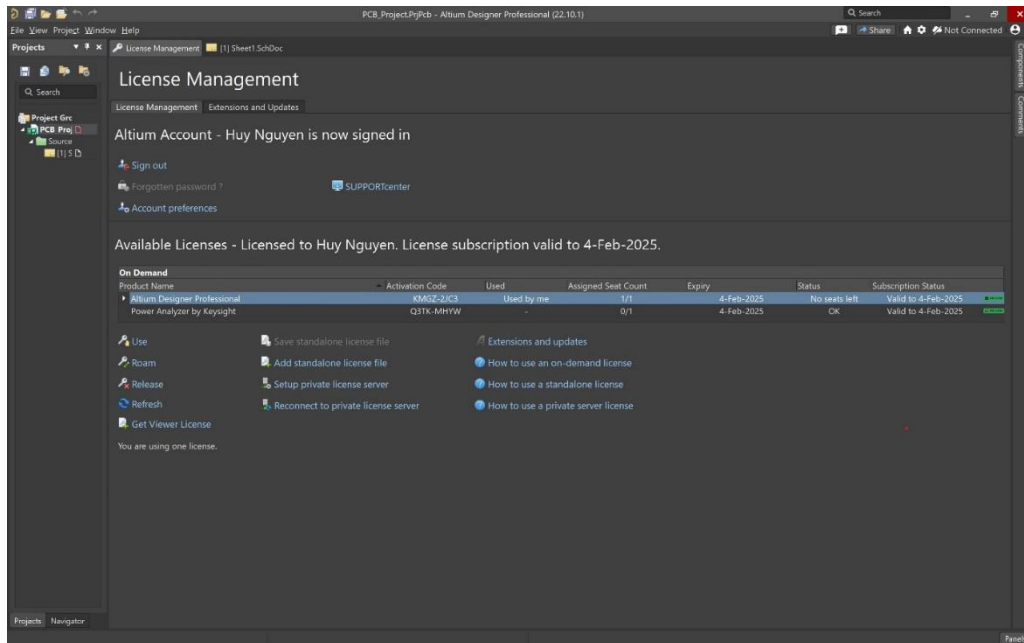 PCB_Project.PrjPcb - Altium Designer Professional (22.10.1)
Search
File View Project Window Help
Share
Not Connected
Projects
License Management
[1] Sheet1.SchDoc
Components
Comments
Search
License Management
License Management
Extensions and Updates
Project Grc
PCB_Proj
Source
[1] S
Altium Account - Huy Nguyen is now signed in
Sign out
Forgotten password ?
SUPPORTcenter
Account preferences
Available Licenses - Licensed to Huy Nguyen. License subscription valid to 4-Feb-2025.
On Demand
Product Name Activation Code Used Assigned Seat Count Expiry Status Subscription Status
Altium Designer Professional KMGZ-2JC3 Used by me 1/1 4-Feb-2025 No seats left Valid to 4-Feb-2025
Power Analyzer by Keysight Q3TK-MHYW - 0/1 4-Feb-2025 OK Valid to 4-Feb-2025
Use Save standalone license file Extensions and updates
Roam Add standalone license file How to use an on-demand license
Release Setup private license server How to use a standalone license
Refresh Reconnect to private license server How to use a private server license
Get Viewer License
You are using one license.
Projects Navigator
Panels